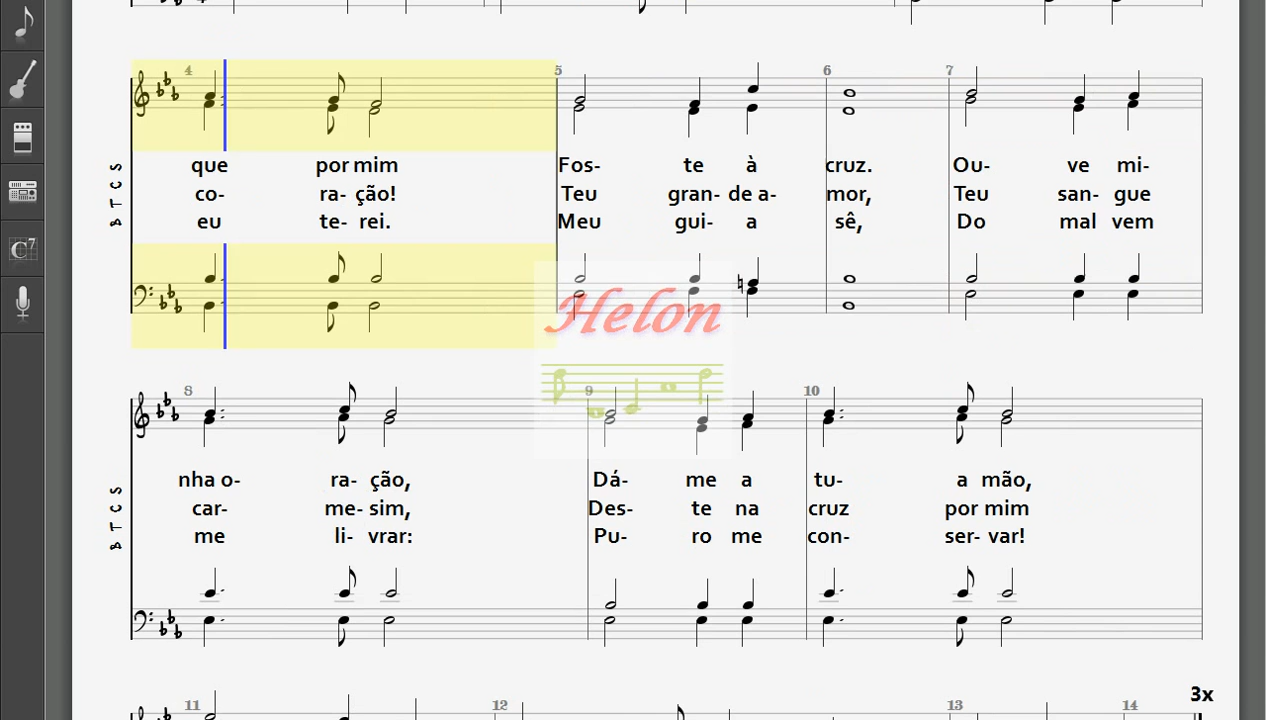 4 5 6 7
que por mim Fos- te à cruz. Ou- ve mi-
co- ra- ção! Teu gran- de a- mor, Teu san- gue
eu te- rei. Meu gui- a sê, Do mal vem
S
C
T
A
C7
Helon
8 9 10
nha o- ra- ção, Dá- me a tu- a mão,
car- me- sim, Des- te na cruz por mim
me li- vrar: Pu- ro me con- ser- var!
S
C
T
A
3x
11 12 13 14